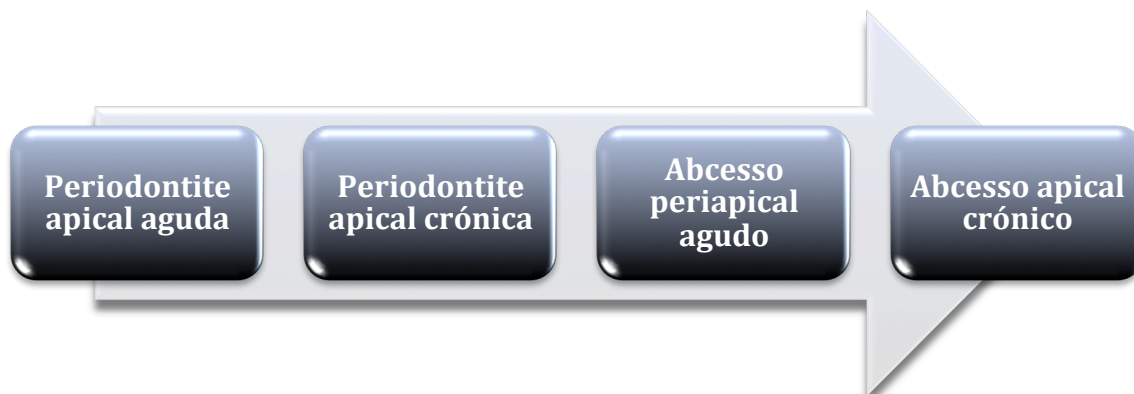 Periodontite
apical aguda
Periodontite
apical crónica
Abcesso
periapical
agudo
Abcesso apical
crónico